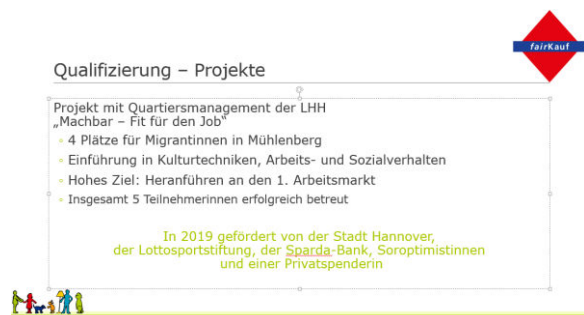 fairKauf
Qualifizierung – Projekte
Projekt mit Quartiersmanagement der LHH
„Machbar – Fit für den Job“
4 Plätze für Migrantinnen in Mühlenberg
Einführung in Kulturtechniken, Arbeits- und Sozialverhalten
Hohes Ziel: Heranführen an den 1. Arbeitsmarkt
Insgesamt 5 Teilnehmerinnen erfolgreich betreut
In 2019 gefördert von der Stadt Hannover,
der Lottosportstiftung, der Sparda-Bank, Soroptimistinnen
und einer Privatspenderin